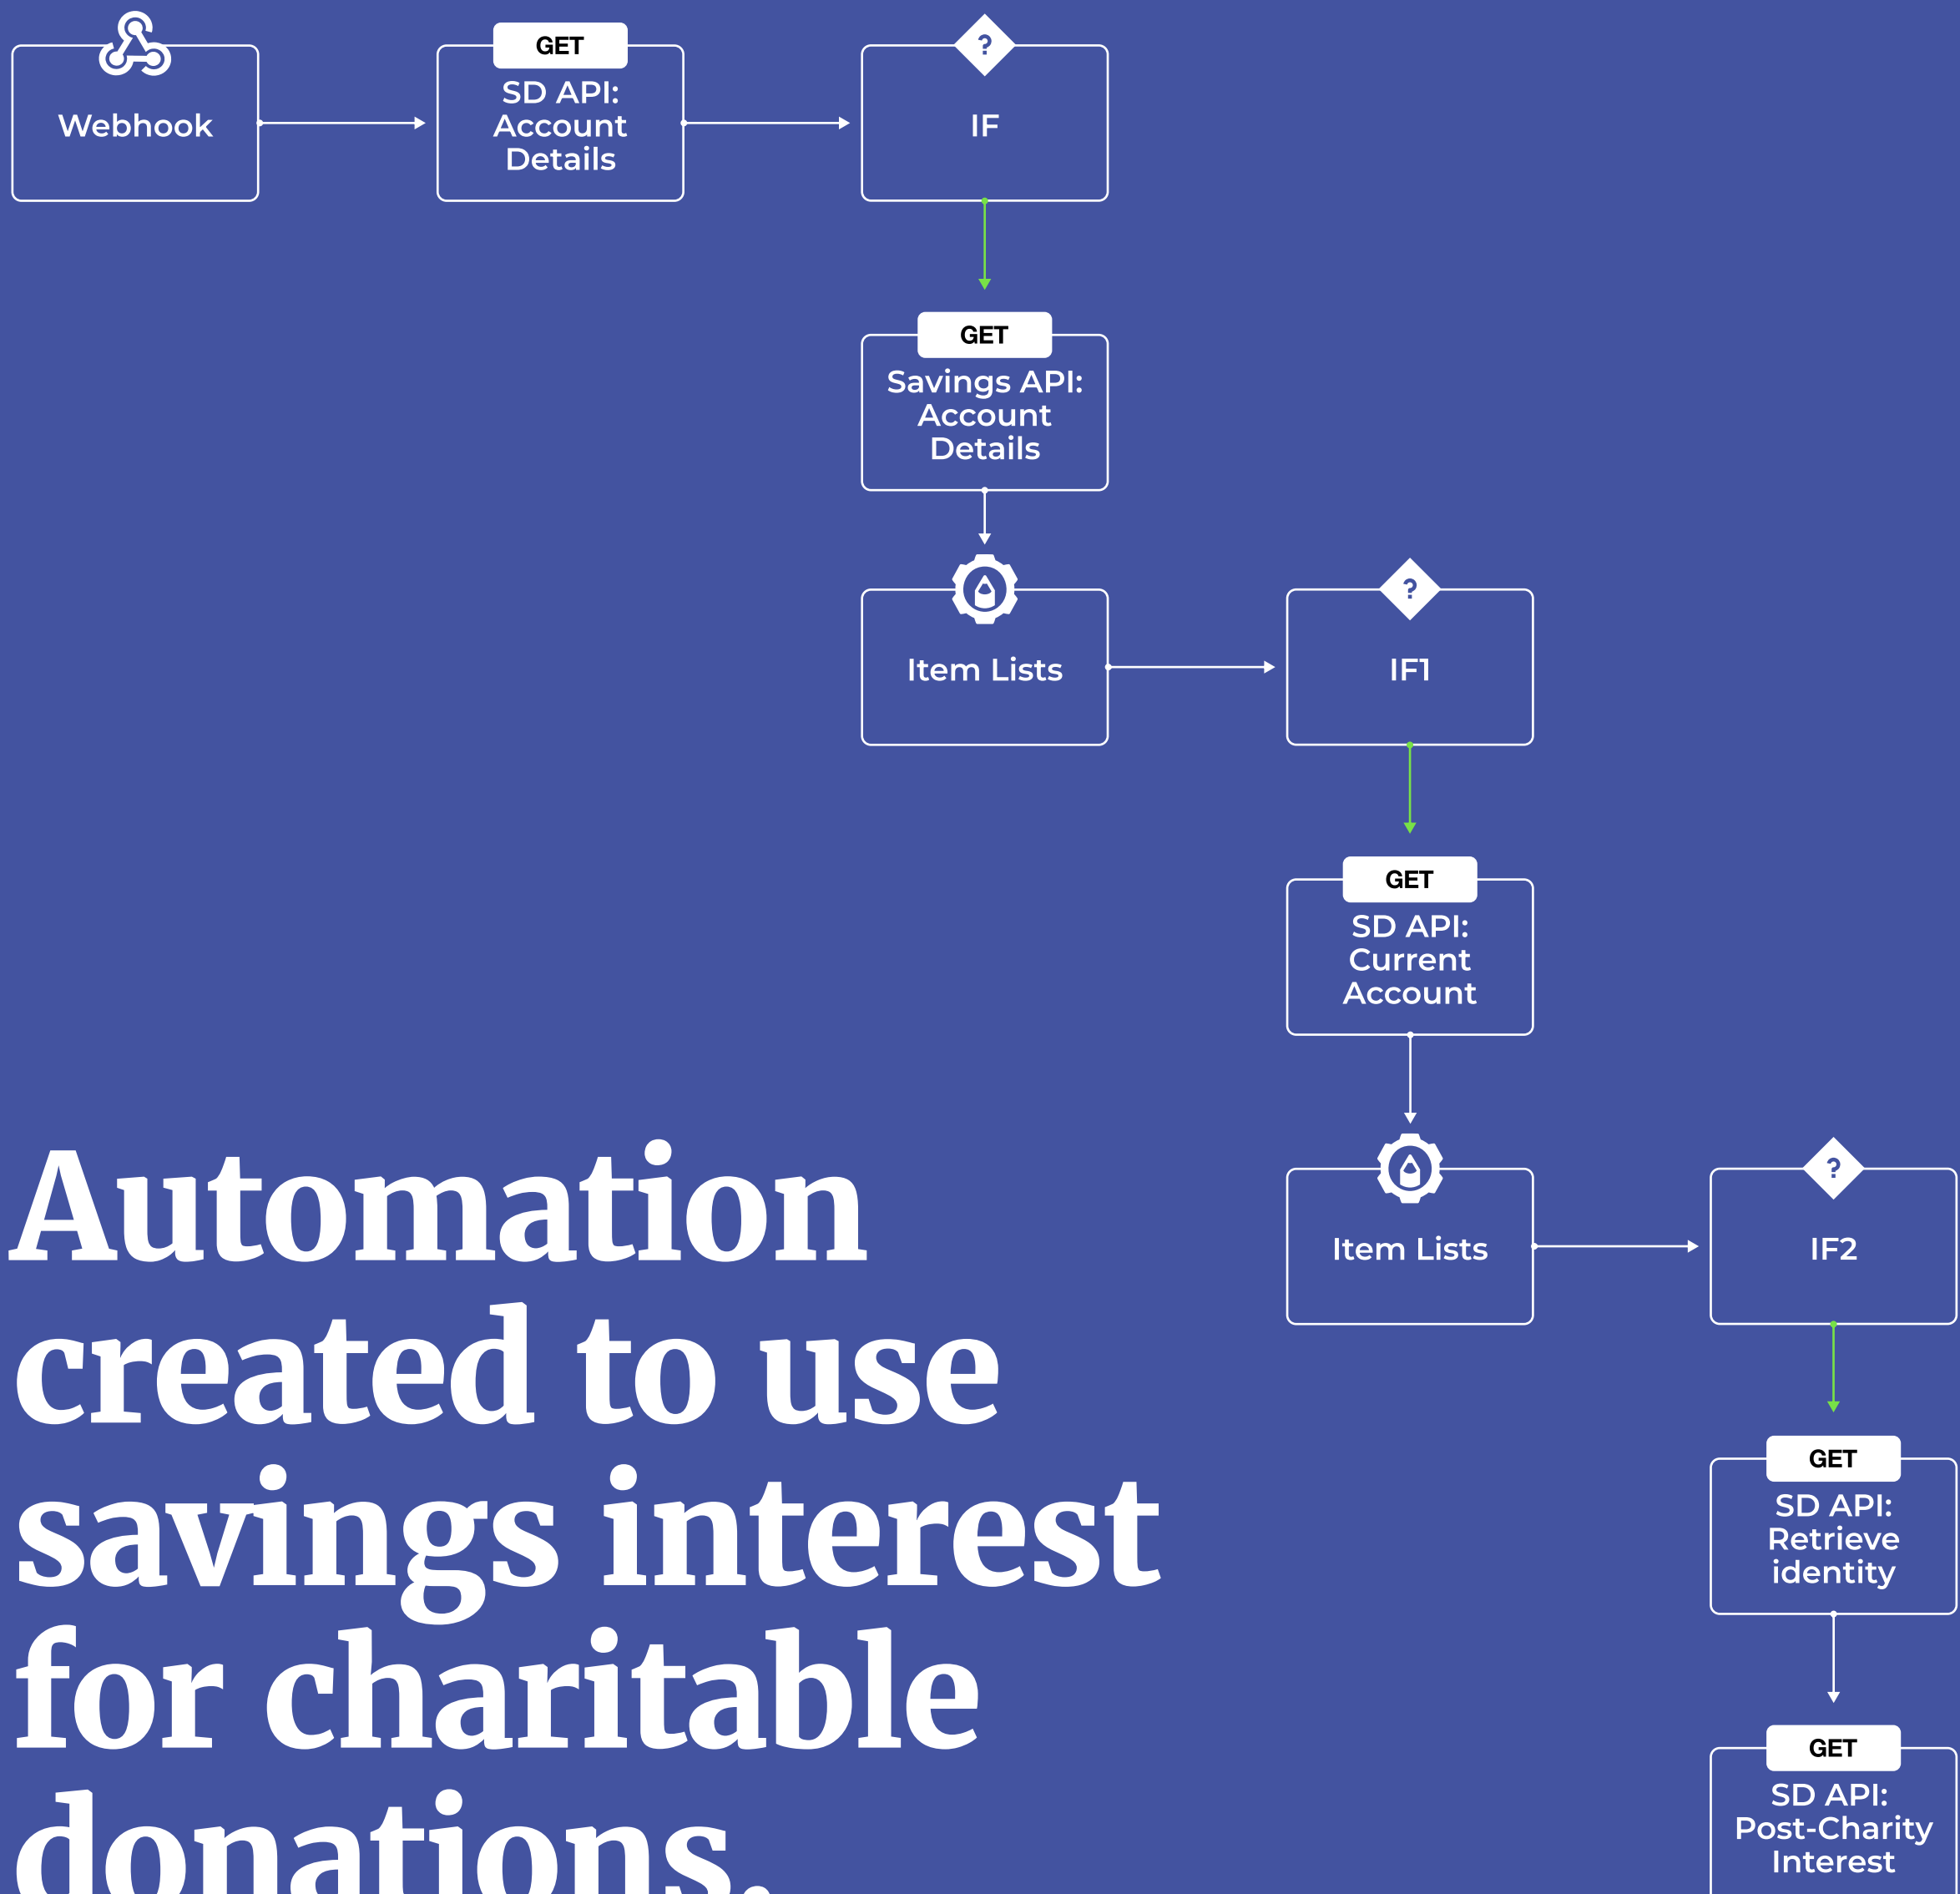 Webhook
GET
SD API:
Account
Details
?
IF
GET
Savings API:
Account
Details
Item Lists
?
IF1
GET
SD API:
Current
Account
Item Lists
?
IF2
GET
SD API:
Retrieve
identity
GET
SD API:
Post-Charity
Interest
Automation
created to use
savings interest
for charitable
donations.